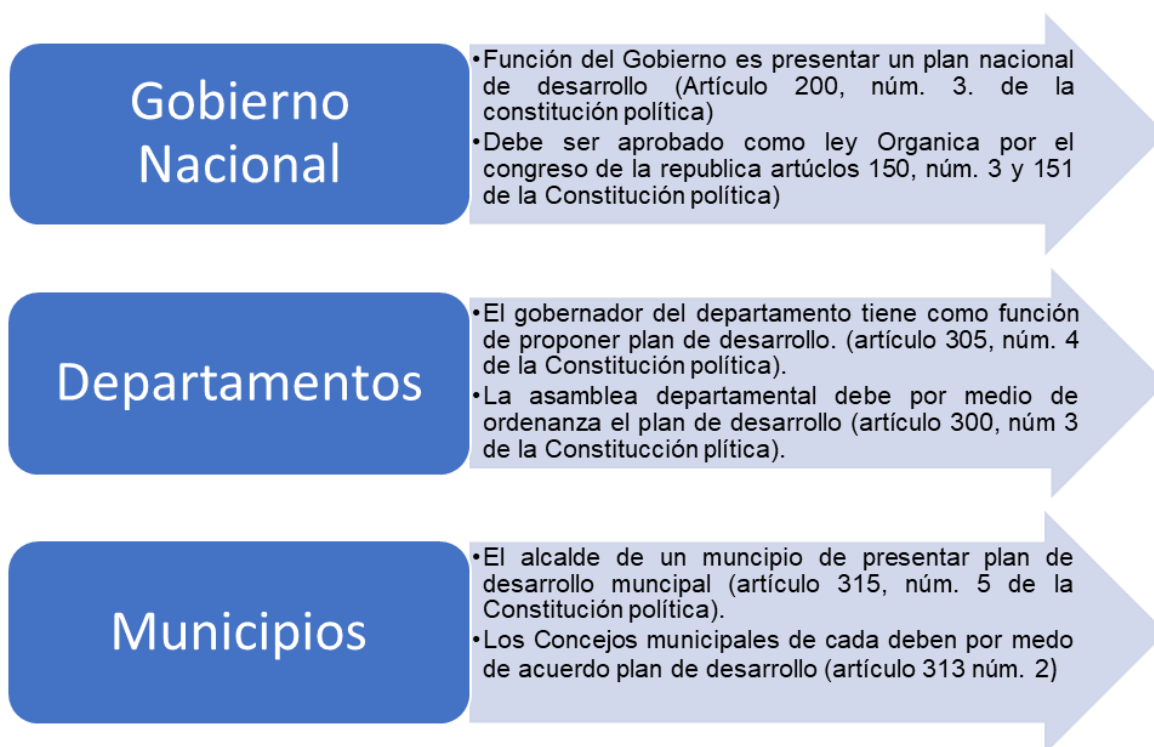 Gobierno
Nacional
•Función del Gobierno es presentar un plan nacional
de desarrollo (Artículo 200, núm. 3. de la
constitución política)
•Debe ser aprobado como ley Organica por el
congreso de la republica artúclos 150, núm. 3 y 151
de la Constitución política)
Departamentos
•El gobernador del departamento tiene como función
de proponer plan de desarrollo. (artículo 305, núm. 4
de la Constitución política).
•La asamblea departamental debe por medio de
ordenanza el plan de desarrollo (artículo 300, núm 3
de la Constitucción plítica).
Municipios
•El alcalde de un muncipio de presentar plan de
desarrollo muncipal (artículo 315, núm. 5 de la
Constitución política).
•Los Concejos municipales de cada deben por medo
de acuerdo plan de desarrollo (artículo 313 núm. 2)